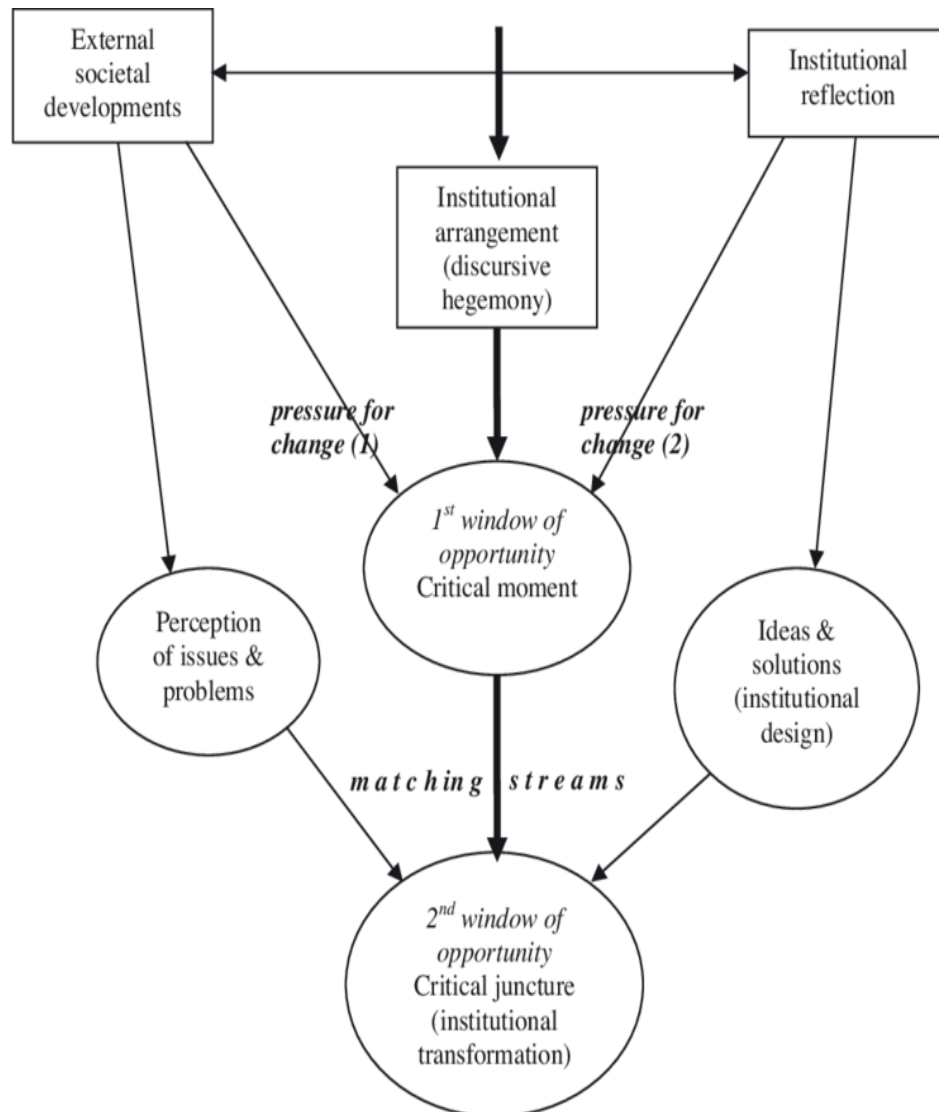 External
societal
developments
Institutional
reflection
Institutional
arrangement
(discursive
hegemony)
pressure for
change (1)
pressure for
change (2)
1st window of
opportunity
Critical moment
Perception
of issues &
problems
Ideas &
solutions
(institutional
design)
matching streams
2nd window of
opportunity
Critical juncture
(institutional
transformation)